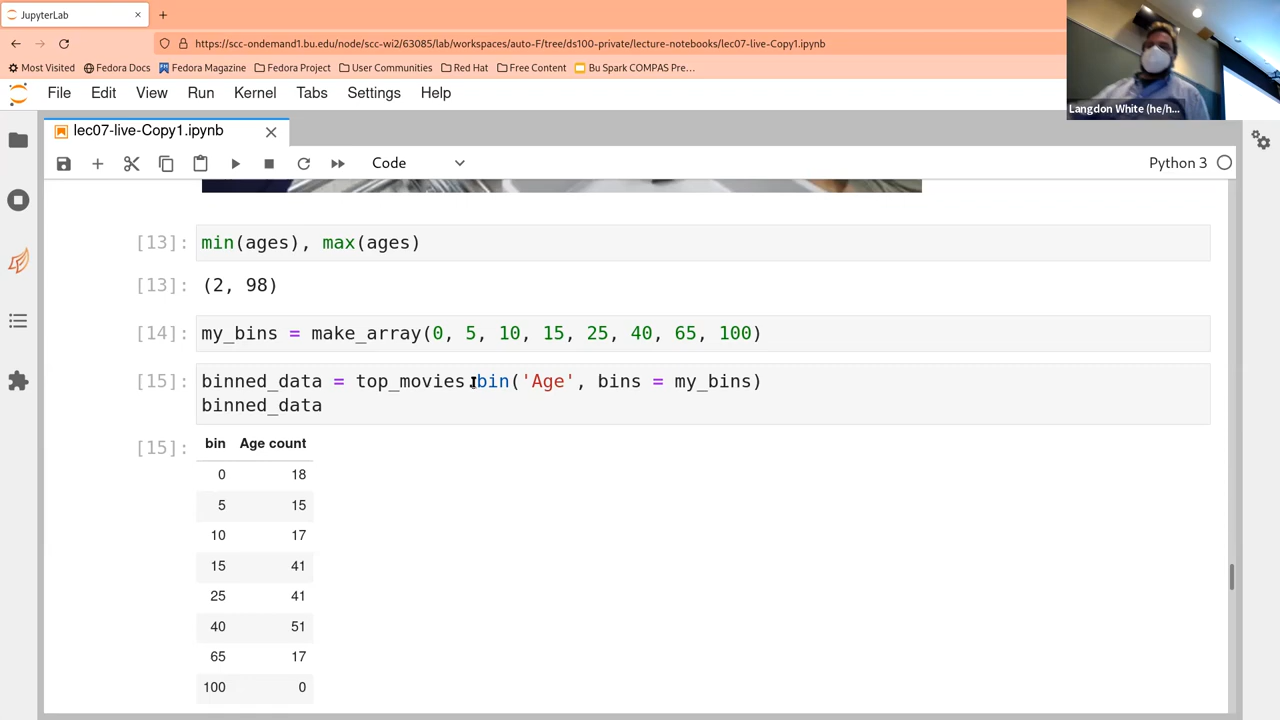 JupyterLab
https://scc-ondemand1.bu.edu/node/scc-wi2/63085/lab/workspaces/auto-F/tree/ds100-private/lecture-notebooks/lec07-live-Copy1.ipynb
Most Visited Fedora Docs Fedora Magazine Fedora Project User Communities Red Hat Free Content Bu Spark COMPAS Pre…
Langdon White (he/h...
File Edit View Run Kernel Tabs Settings Help
lec07-live-Copy1.ipynb
Code Python 3
[13]: min(ages), max(ages)
[13]: (2, 98)
[14]: my_bins = make_array(0, 5, 10, 15, 25, 40, 65, 100)
[15]: binned_data = top_movies.bin('Age', bins = my_bins)
binned_data
[15]: bin Age count
0 18
5 15
10 17
15 41
25 41
40 51
65 17
100 0